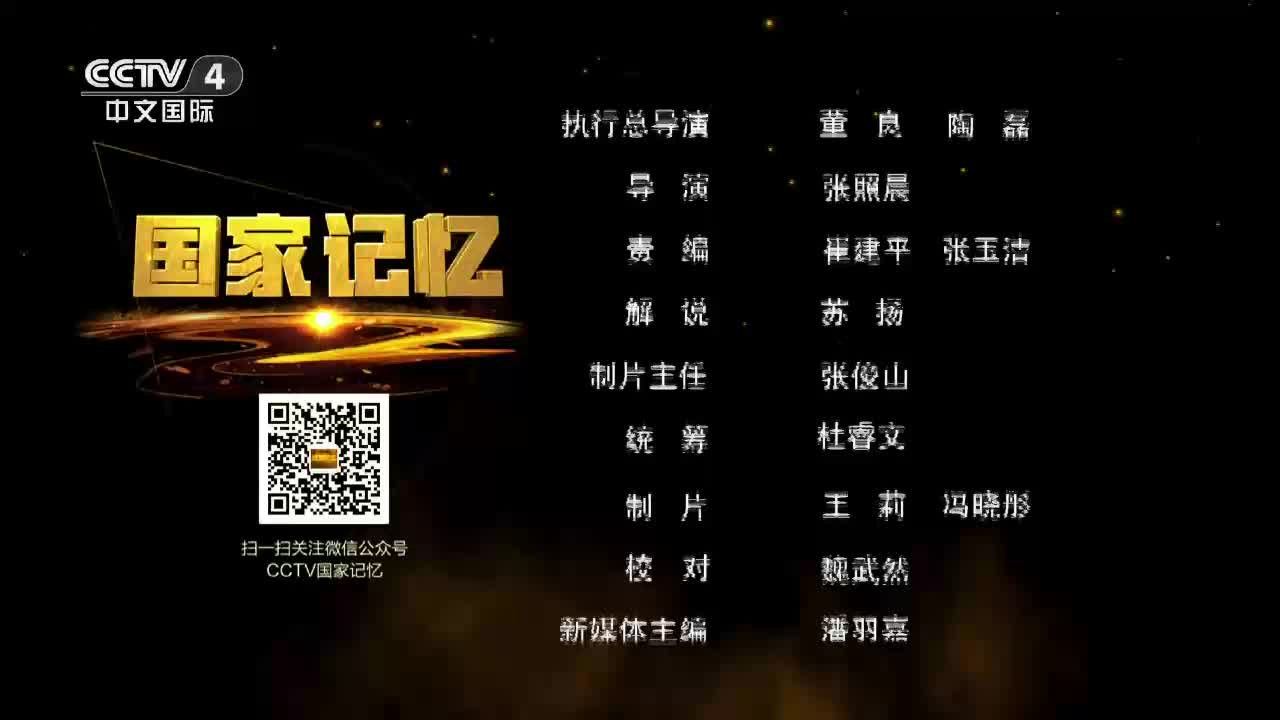 CCTV 4
中文国际
国家记忆
扫一扫关注微信公众号
CCTV国家记忆
执行总导演 董良 陶磊
导演 张照晨
责编 崔建平 张玉洁
解说 苏扬
制片主任 张俊山
统筹 杜睿文
制片 王莉 冯晓彤
校对 魏武然
新媒体主编 潘羽嘉